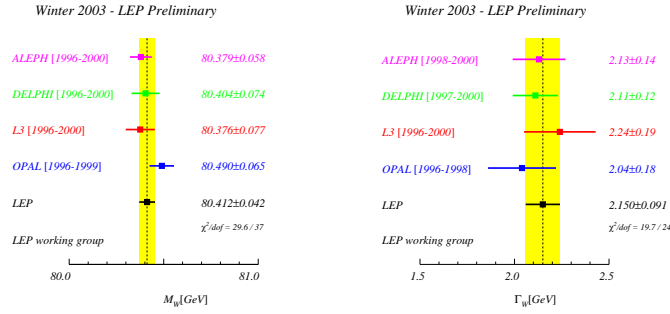 Winter 2003 - LEP Preliminary
ALEPH [1996-2000] 80.379±0.058
DELPHI [1996-2000] 80.404±0.074
L3 [1996-2000] 80.376±0.077
OPAL [1996-1999] 80.490±0.065
LEP 80.412±0.042
χ²/dof = 29.6 / 37
LEP working group
80.0 81.0
M_W[GeV]
Winter 2003 - LEP Preliminary
ALEPH [1998-2000] 2.13±0.14
DELPHI [1997-2000] 2.11±0.12
L3 [1996-2000] 2.24±0.19
OPAL [1996-1998] 2.04±0.18
LEP 2.150±0.091
χ²/dof = 19.7 / 24
LEP working group
1.5 2.0 2.5
Γ_W[GeV]